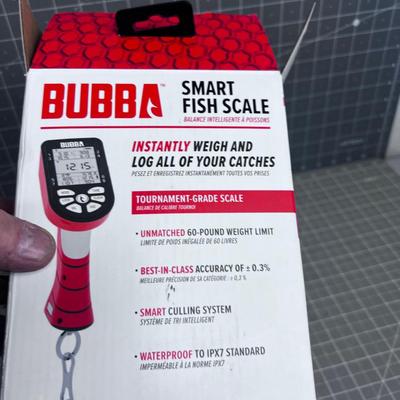 BUBBA™
SMART
FISH SCALE
BALANCE INTELLIGENTE À POISSONS
INSTANTLY WEIGH AND
LOG ALL OF YOUR CATCHES
PESEZ ET ENREGISTREZ INSTANTANÉMENT TOUTES VOS PRISES
TOURNAMENT-GRADE SCALE
BALANCE DE CALIBRE TOURNOI
• UNMATCHED 60-POUND WEIGHT LIMIT
LIMITE DE POIDS INÉGALÉE DE 60 LIVRES
• BEST-IN-CLASS ACCURACY OF ± 0.3%
MEILLEURE PRÉCISION DE SA CATÉGORIE : ± 0,3 %
• SMART CULLING SYSTEM
SYSTÈME DE TRI INTELLIGENT
• WATERPROOF TO IPX7 STANDARD
IMPERMÉABLE À LA NORME IPX7
BUBBA
12 15